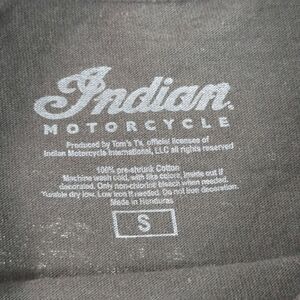 Indian
MOTORCYCLE
Produced by Tom's T's, official licenses of
Indian Motorcycle International, LLC all rights reserved
100% pre-shrunk Cotton
Machine wash cold, with like colors, inside out if
decorated. Only non-chlorine bleach when needed.
Tumble dry low. Low iron if needed. Do not iron decoration.
Made in Honduras
S